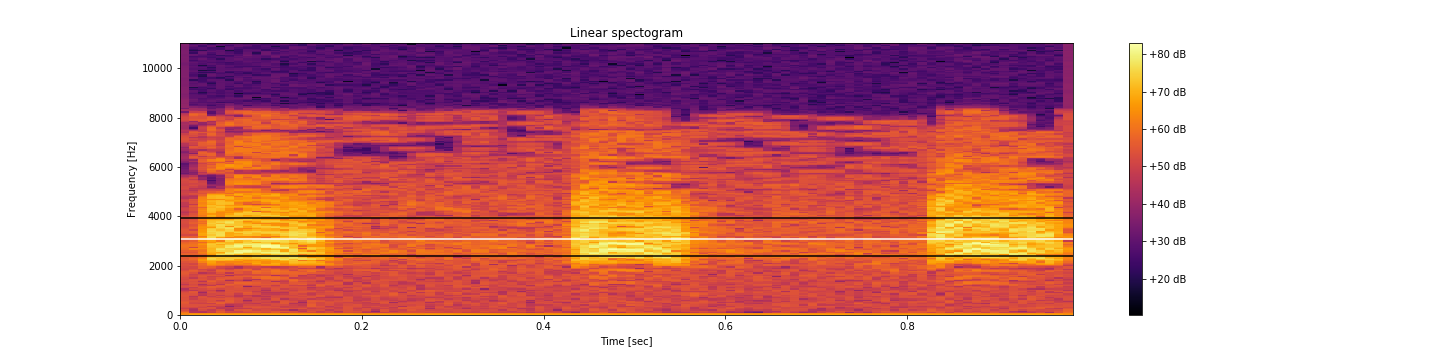 Linear spectogram
Frequency [Hz]
10000
8000
6000
4000
2000
0
0.0
0.2
0.4
0.6
0.8
Time [sec]
+80 dB
+70 dB
+60 dB
+50 dB
+40 dB
+30 dB
+20 dB